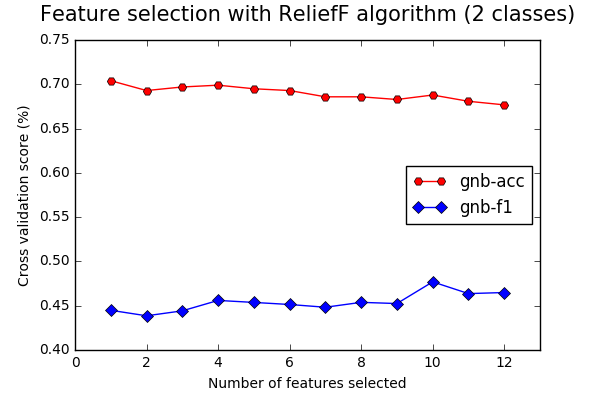 Feature selection with ReliefF algorithm (2 classes)
0.75
0.70
0.65
0.60
0.55
0.50
0.45
0.40
Cross validation score (%)
gnb-acc
gnb-f1
0 2 4 6 8 10 12
Number of features selected